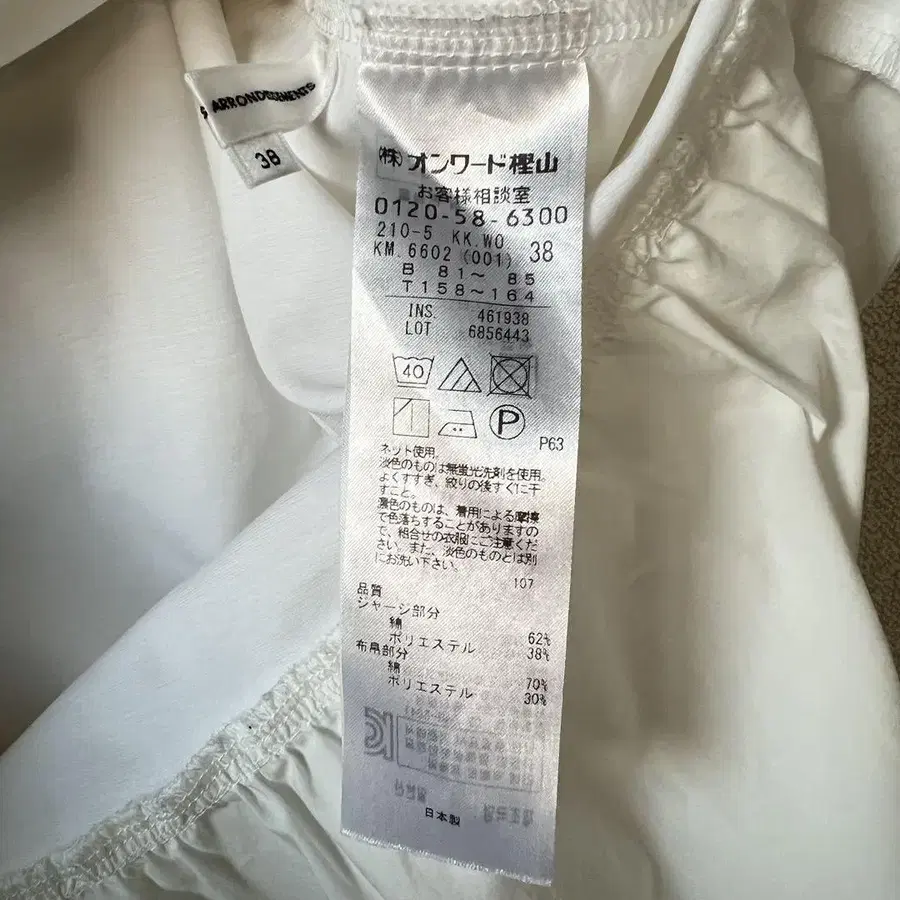 ARRONDISSEMENTS
38
(株)オンワード樫山
お客様相談室
0120-58-6300
210-5 KK.WO 38
KM.6602 (001)
B 81〜 85
T158〜164
INS. 461938
LOT 6856443
40
P
P63
ネット使用。
淡色のものは無蛍光洗剤を使用。
よくすすぎ、絞りの後すぐに干
すこと。
濃色のものは、着用による摩擦
で色落ちすることがありますの
で、組合せの衣服にご注意くだ
さい。また、淡色のものとは別
にお洗い下さい。
107
品質
ジャージ部分
綿 62%
ポリエステル 38%
布帛部分
綿 70%
ポリエステル 30%
日本製